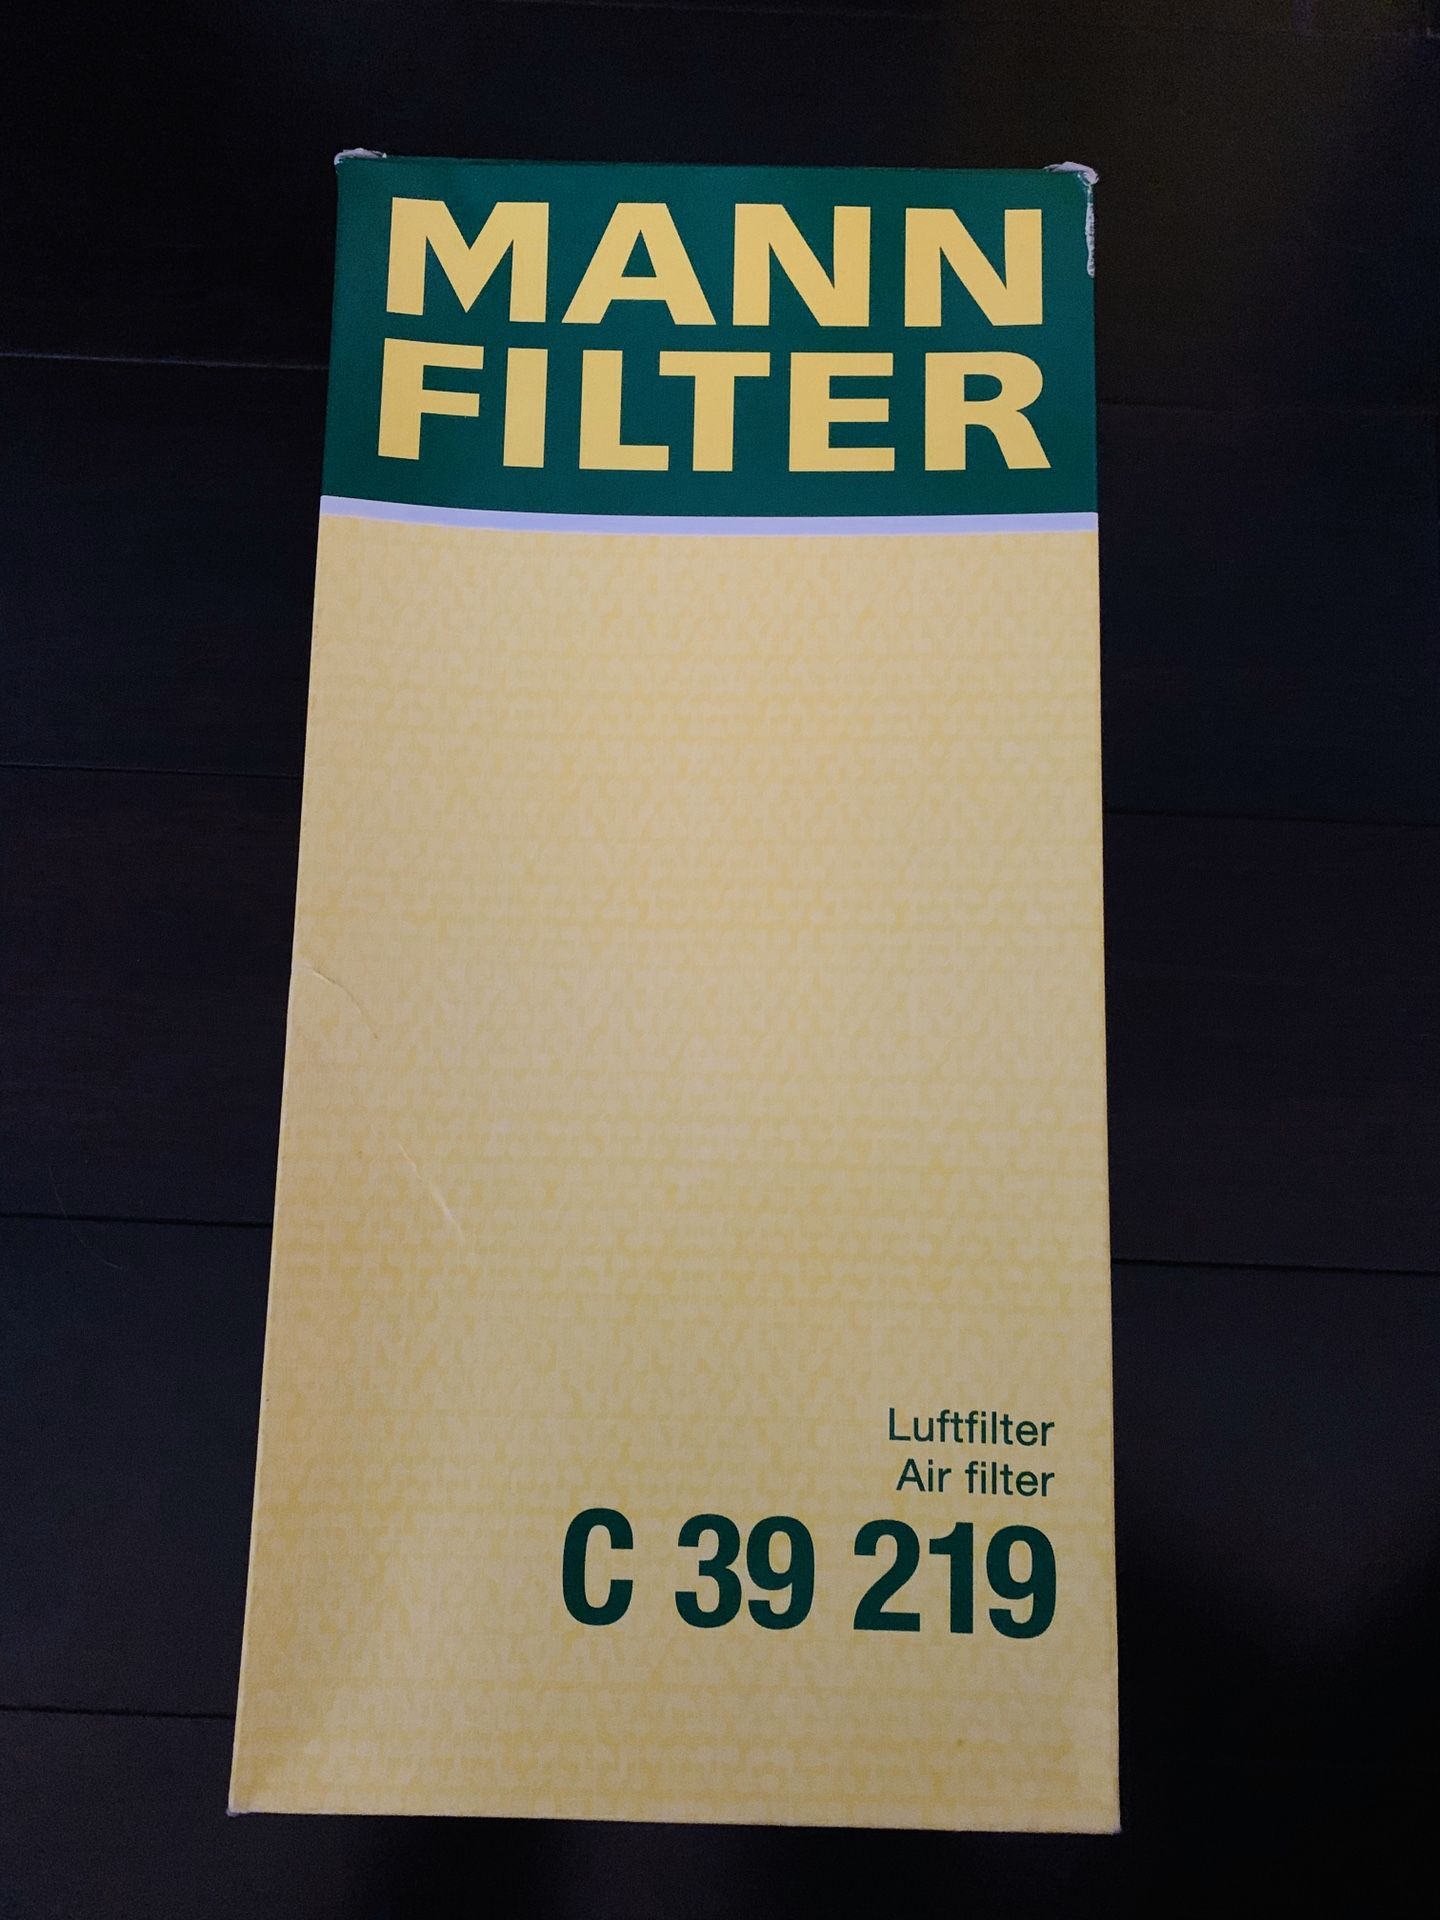 MANN
FILTER
Luftfilter
Air filter
C 39 219